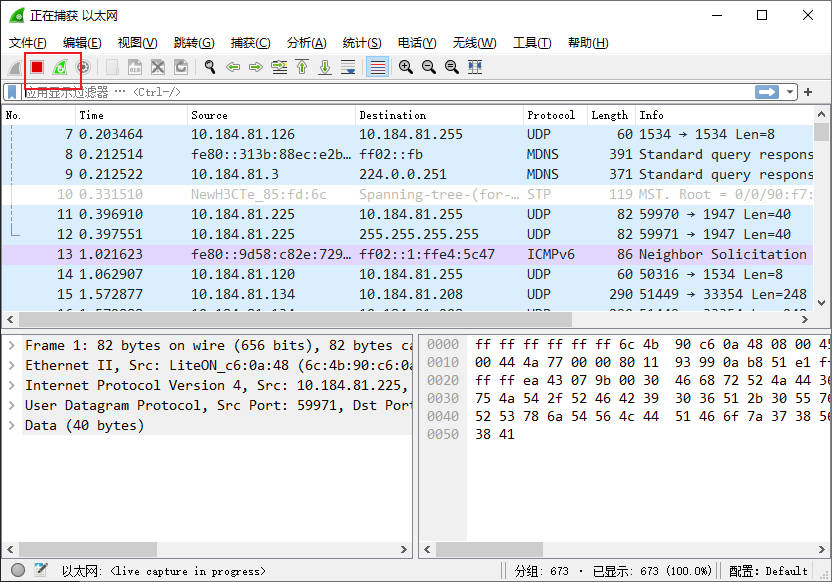 正在捕获 以太网
文件(F) 编辑(E) 视图(V) 跳转(G) 捕获(C) 分析(A) 统计(S) 电话(Y) 无线(W) 工具(T) 帮助(H)
应用显示过滤器 … <Ctrl-/>
No. Time Source Destination Protocol Length Info
7 0.203464 10.184.81.126 10.184.81.255 UDP 60 1534 → 1534 Len=8
8 0.212514 fe80::313b:88ec:e2b… ff02::fb MDNS 391 Standard query respons
9 0.212522 10.184.81.3 224.0.0.251 MDNS 371 Standard query respons
10 0.331510 NewH3CTe_85:fd:6c Spanning-tree-(for-… STP 119 MST. Root = 0/0/90:f7:
11 0.396910 10.184.81.225 10.184.81.255 UDP 82 59970 → 1947 Len=40
12 0.397551 10.184.81.225 255.255.255.255 UDP 82 59971 → 1947 Len=40
13 1.021623 fe80::9d58:c82e:729… ff02::1:ffe4:5c47 ICMPv6 86 Neighbor Solicitation
14 1.062907 10.184.81.120 10.184.81.255 UDP 60 50316 → 1534 Len=8
15 1.572877 10.184.81.134 10.184.81.208 UDP 290 51449 → 33354 Len=248
Frame 1: 82 bytes on wire (656 bits), 82 bytes ca
Ethernet II, Src: LiteON_c6:0a:48 (6c:4b:90:c6:0a
Internet Protocol Version 4, Src: 10.184.81.225,
User Datagram Protocol, Src Port: 59971, Dst Port
Data (40 bytes)
0000 ff ff ff ff ff ff 6c 4b 90 c6 0a 48 08 00 45
0010 00 44 4a 77 00 00 80 11 93 99 0a b8 51 e1 f
0020 ff ff ea 43 07 9b 00 30 46 68 72 52 4a 44 36
0030 75 4a 54 2f 52 46 42 39 30 36 51 2b 30 55 76
0040 52 53 78 6a 54 56 4c 44 51 46 6f 7a 37 38 56
0050 38 41
以太网: <live capture in progress> 分组: 673 · 已显示: 673 (100.0%) 配置: Default